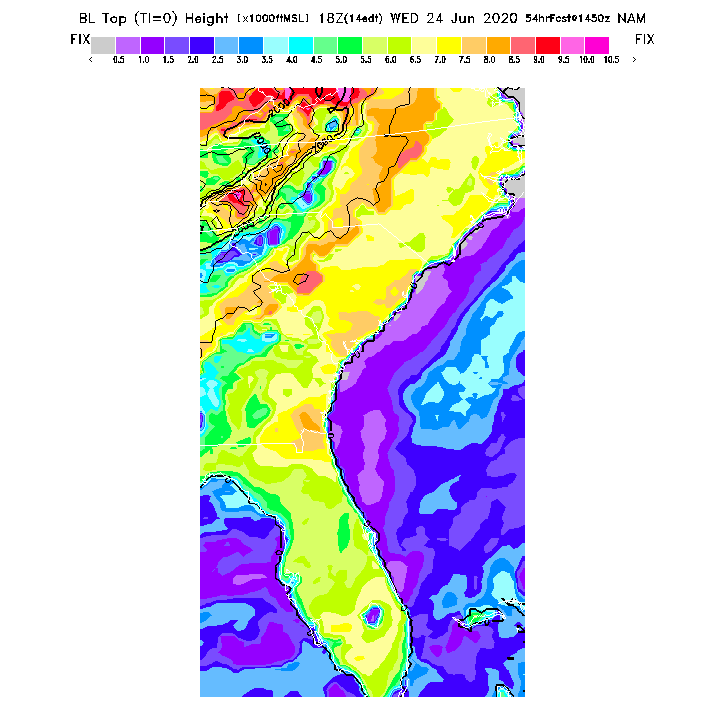 BL Top (TI=0) Height [x1000ftMSL] 18Z(14edt) WED 24 Jun 2020 54hrFcst@1450z NAM
FIX FIX
< 0.5 1.0 1.5 2.0 2.5 3.0 3.5 4.0 4.5 5.0 5.5 6.0 6.5 7.0 7.5 8.0 8.5 9.0 9.5 10.0 10.5 >
2000
2000
2000